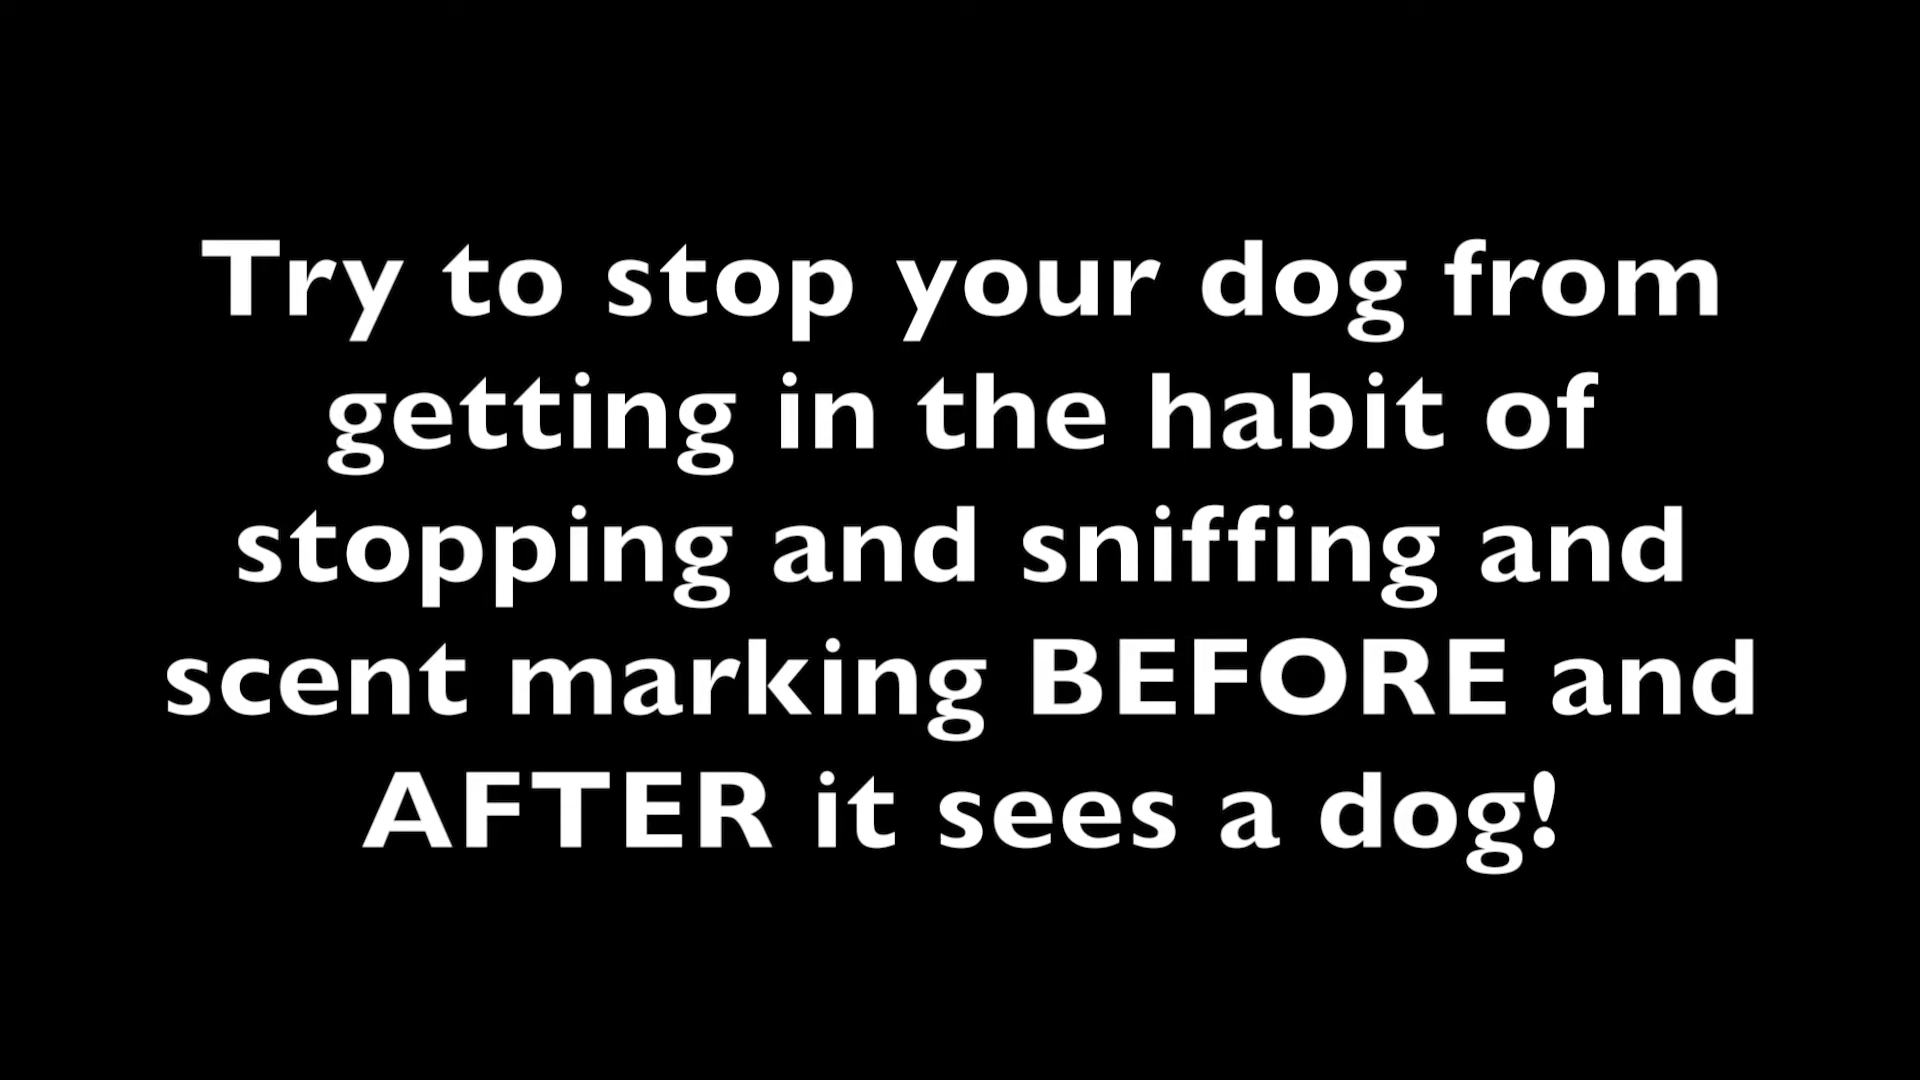 Try to stop your dog from
getting in the habit of
stopping and sniffing and
scent marking BEFORE and
AFTER it sees a dog!